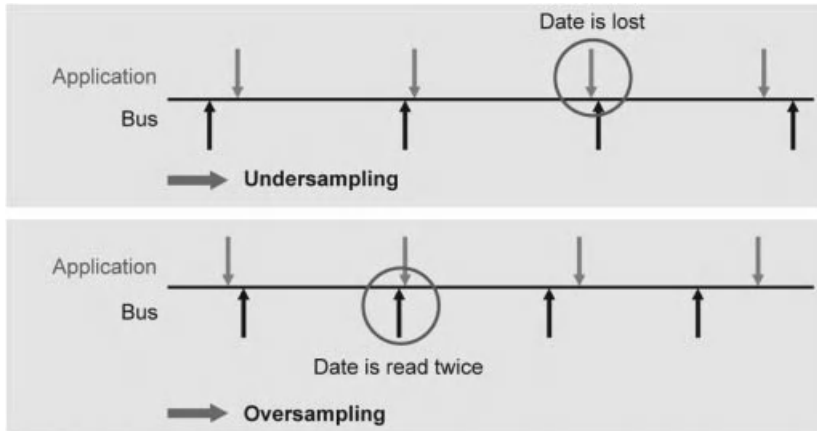 Date is lost
Application
Bus
Undersampling
Application
Bus
Date is read twice
Oversampling